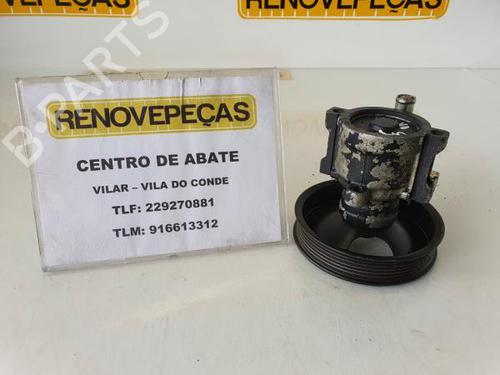 RENOVEPEÇAS
RENOVEPEÇAS
B-PARTS
RENOVEPEÇAS
CENTRO DE ABATE
VILAR – VILA DO CONDE
TLF: 229270881
TLM: 916613312